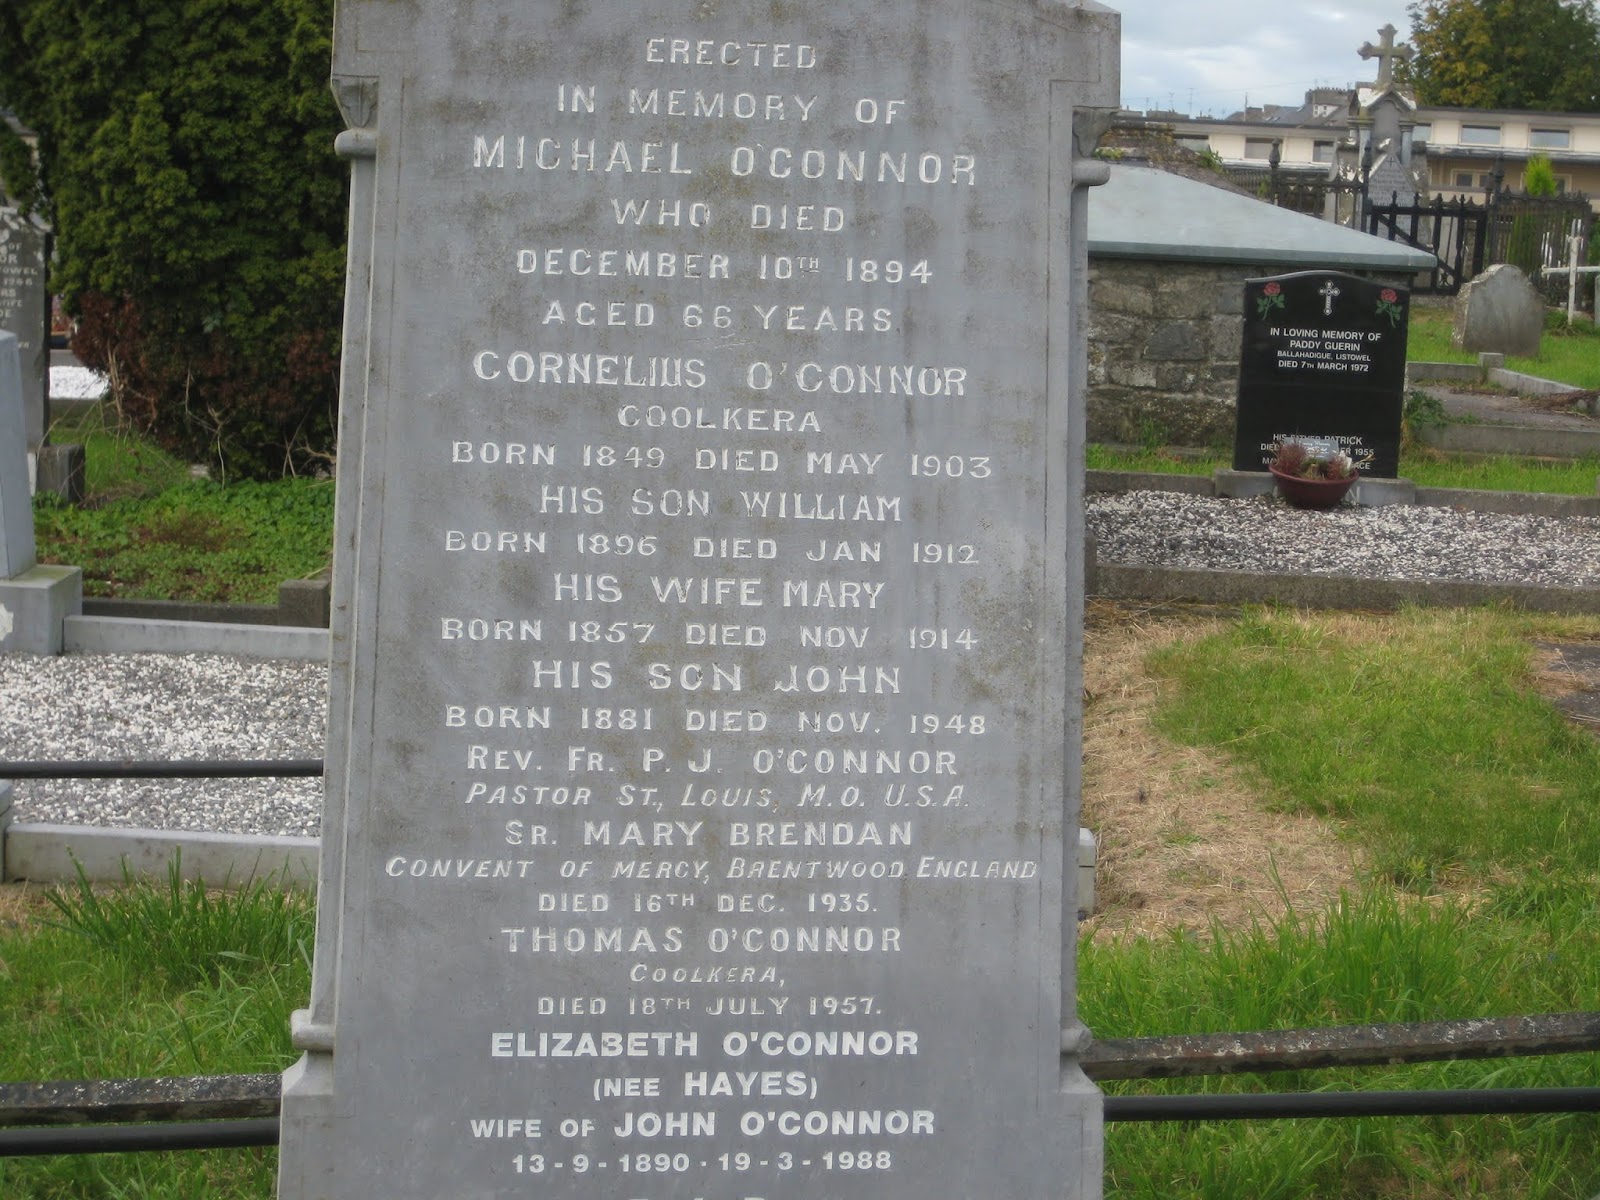 ERECTED
IN MEMORY OF
MICHAEL O'CONNOR
WHO DIED
DECEMBER 10TH 1894
AGED 66 YEARS
CORNELIUS O'CONNOR
COOLKERA
BORN 1849 DIED MAY 1903
HIS SON WILLIAM
BORN 1896 DIED JAN 1912
HIS WIFE MARY
BORN 1857 DIED NOV 1914
HIS SON JOHN
BORN 1881 DIED NOV. 1948
REV. FR. P. J. O'CONNOR
PASTOR ST., LOUIS, M.O. U.S.A.
SR. MARY BRENDAN
CONVENT OF MERCY, BRENTWOOD ENGLAND
DIED 16TH DEC. 1935.
THOMAS O'CONNOR
COOLKERA,
DIED 18TH JULY 1957.
ELIZABETH O'CONNOR
(NEE HAYES)
WIFE OF JOHN O'CONNOR
13-9-1890 · 19-3-1988
IN LOVING MEMORY OF
PADDY GUERIN
BALLAHADIGUE, LISTOWEL
DIED 7TH MARCH 1972
HIS FATHER PATRICK
1955